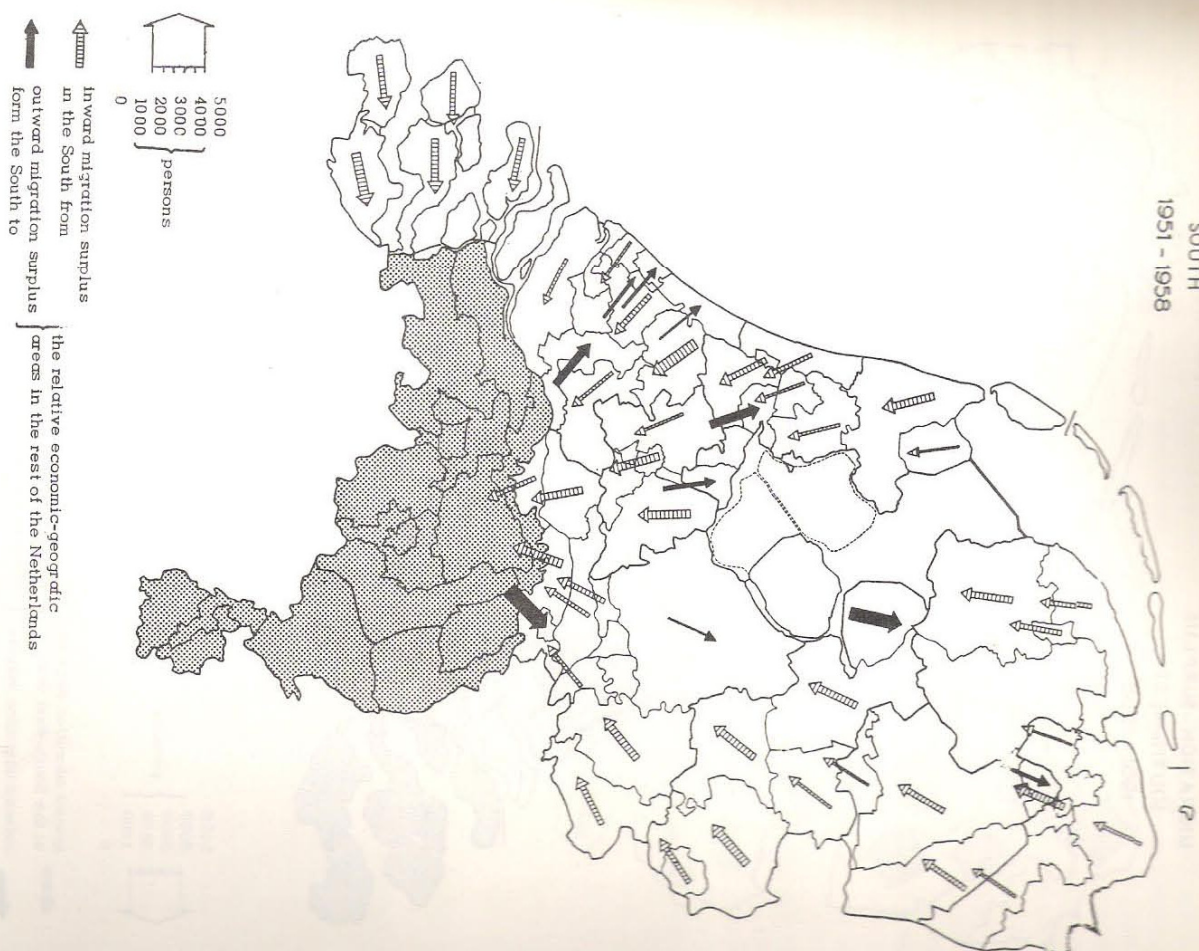 SOUTH
1951 - 1958
5000
4000
3000
2000
1000
0
persons
inward migration surplus
in the South from
outward migration surplus
form the South to
the relative economic-geografic
areas in the rest of the Netherlands